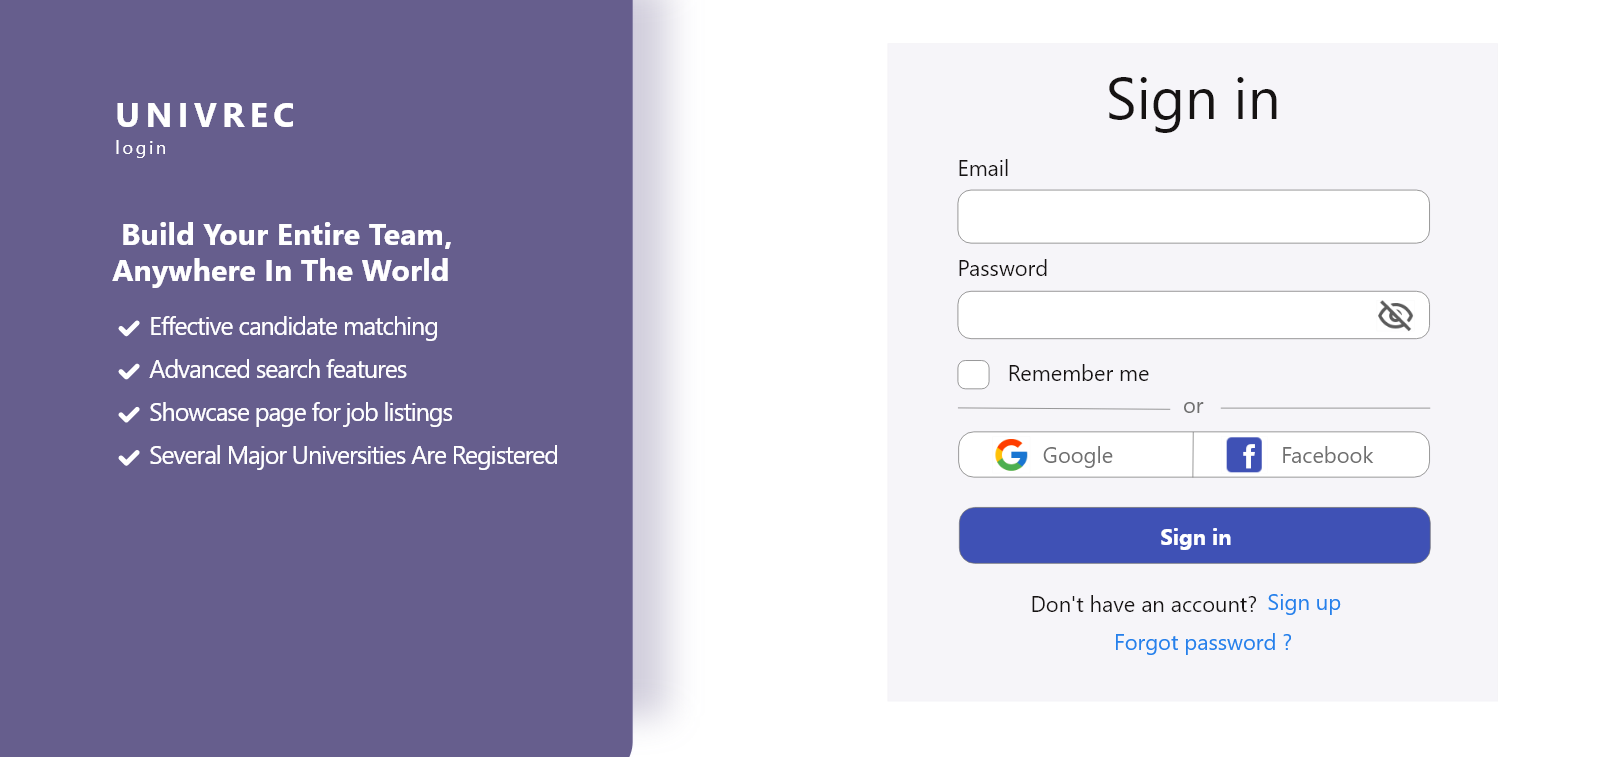 UNIVREC
login
Build Your Entire Team,
Anywhere In The World
Effective candidate matching
Advanced search features
Showcase page for job listings
Several Major Universities Are Registered
Sign in
Email
Password
Remember me
or
Google
Facebook
Sign in
Don't have an account? Sign up
Forgot password ?